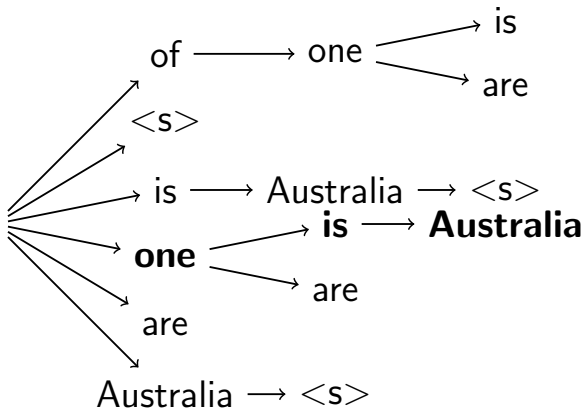 is
of one
are
<s>
is Australia <s>
one is Australia
are
are
Australia <s>